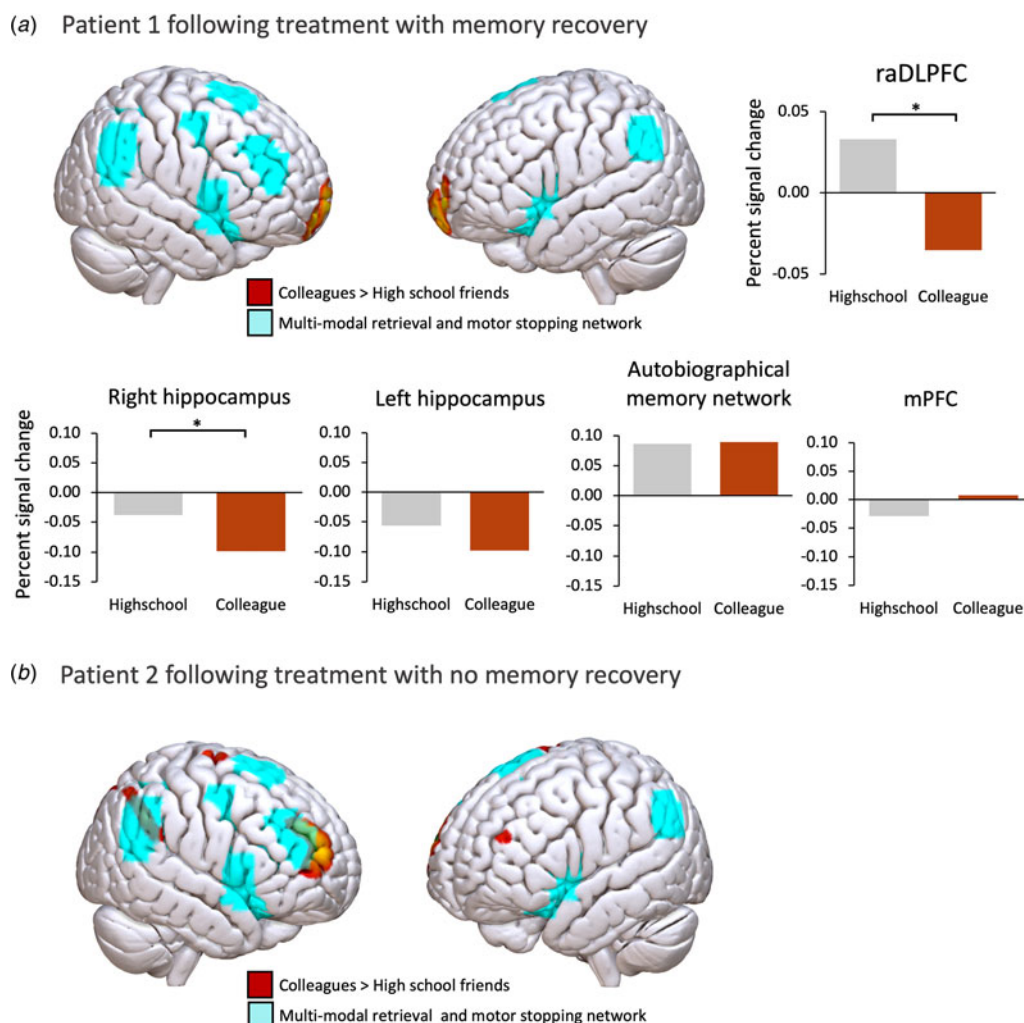 (a) Patient 1 following treatment with memory recovery
raDLPFC
Percent signal change
0.05
0.00
-0.05
*
Highschool Colleague
Colleagues > High school friends
Multi-modal retrieval and motor stopping network
Right hippocampus
Percent signal change
0.10
0.05
0.00
-0.05
-0.10
-0.15
*
Highschool Colleague
Left hippocampus
0.10
0.05
0.00
-0.05
-0.10
-0.15
Highschool Colleague
Autobiographical
memory network
0.10
0.05
0.00
-0.05
-0.10
-0.15
Highschool Colleague
mPFC
0.10
0.05
0.00
-0.05
-0.10
-0.15
Highschool Colleague
(b) Patient 2 following treatment with no memory recovery
Colleagues > High school friends
Multi-modal retrieval and motor stopping network